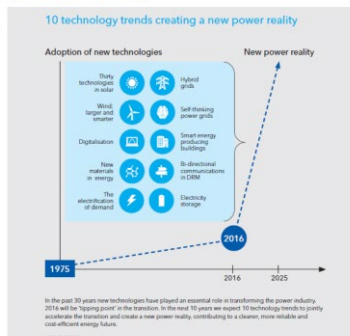 10 technology trends creating a new power reality
Adoption of new technologies
New power reality
Thirty
technologies
in solar
Hybrid
grids
Wind:
larger and
smarter
Self-thinking
power grids
Digitalisation
Smart energy
producing
buildings
New
materials
in energy
Bi-directional
communications
in DRM
The
electrification
of demand
Electricity
storage
2016
1975
2016
2025
In the past 30 years new technologies have played an essential role in transforming the power industry.
2016 will be 'tipping point' in the transition. In the next 10 years we expect 10 technology trends to jointly
accelerate the transition and create a new power reality, contributing to a cleaner, more reliable and
cost-efficient energy future.